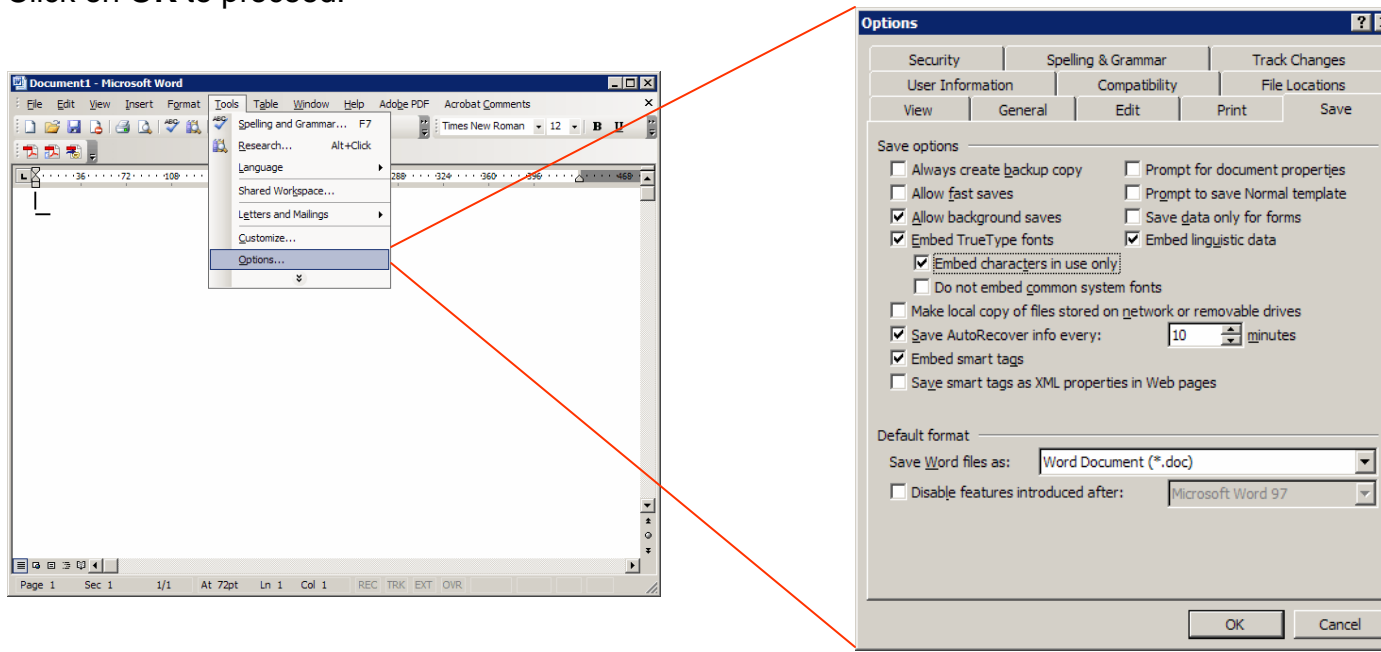 Click on OK to proceed.
Document1 - Microsoft Word
File Edit View Insert Format Tools Table Window Help Adobe PDF Acrobat Comments
Times New Roman 12 B U
Spelling and Grammar... F7
Research... Alt+Click
Language
Shared Workspace...
Letters and Mailings
Customize...
Options...
36 72 108 288 324 360 396 468
Page 1 Sec 1 1/1 At 72pt Ln 1 Col 1 REC TRK EXT OVR
Options
Security Spelling & Grammar Track Changes
User Information Compatibility File Locations
View General Edit Print Save
Save options
Always create backup copy Prompt for document properties
Allow fast saves Prompt to save Normal template
Allow background saves Save data only for forms
Embed TrueType fonts Embed linguistic data
Embed characters in use only
Do not embed common system fonts
Make local copy of files stored on network or removable drives
Save AutoRecover info every: 10 minutes
Embed smart tags
Save smart tags as XML properties in Web pages
Default format
Save Word files as: Word Document (*.doc)
Disable features introduced after: Microsoft Word 97
OK Cancel